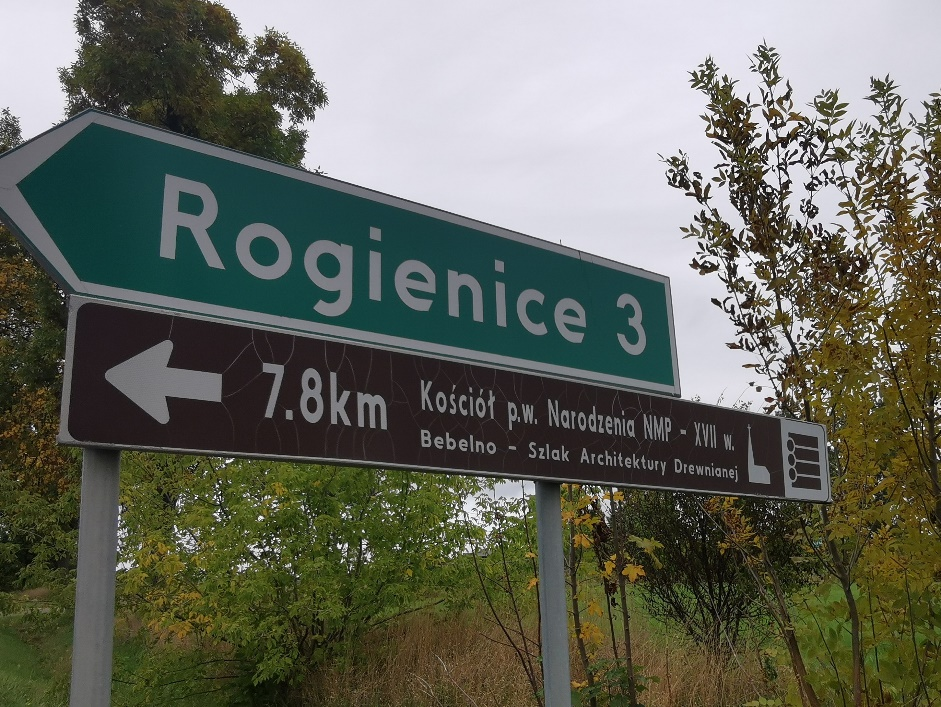 Rogienice 3
7.8km
Kościół p.w. Narodzenia NMP - XVII w.
Bebelno - Szlak Architektury Drewnianej